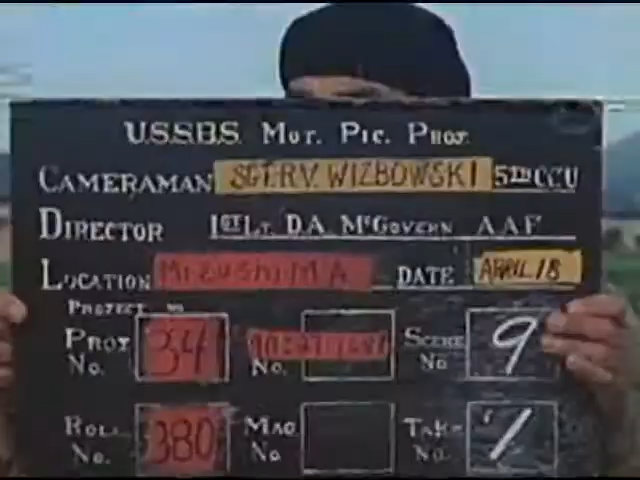 U.S.S.B.S. MOT. PIC. PROJ.
CAMERAMAN SGT. R.V. WIZBOWSKI 5TH CCU
DIRECTOR 1ST LT. D.A. McGOVERN AAF
LOCATION MIZUSHIMA DATE APRIL 18
PROJECT
PROJ. No. 34 No. SCENE No. 9
ROLL No. 380 MAG No. TAKE No. 1